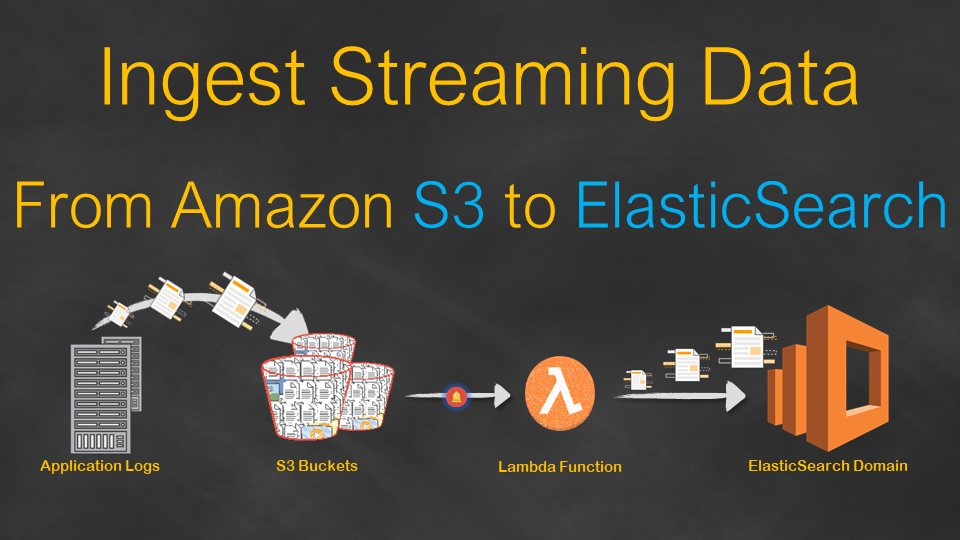 Ingest Streaming Data
From Amazon S3 to ElasticSearch
Application Logs
S3 Buckets
Lambda Function
ElasticSearch Domain